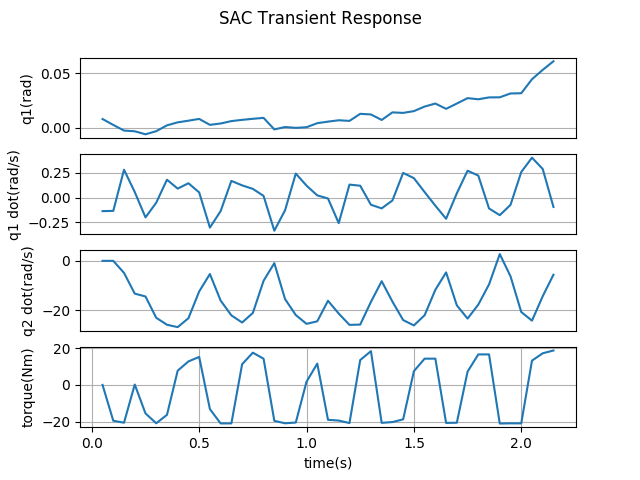 SAC Transient Response
q1(rad)
0.05
0.00
q1 dot(rad/s)
0.25
0.00
−0.25
q2 dot(rad/s)
0
−20
torque(Nm)
20
0
−20
0.0 0.5 1.0 1.5 2.0
time(s)